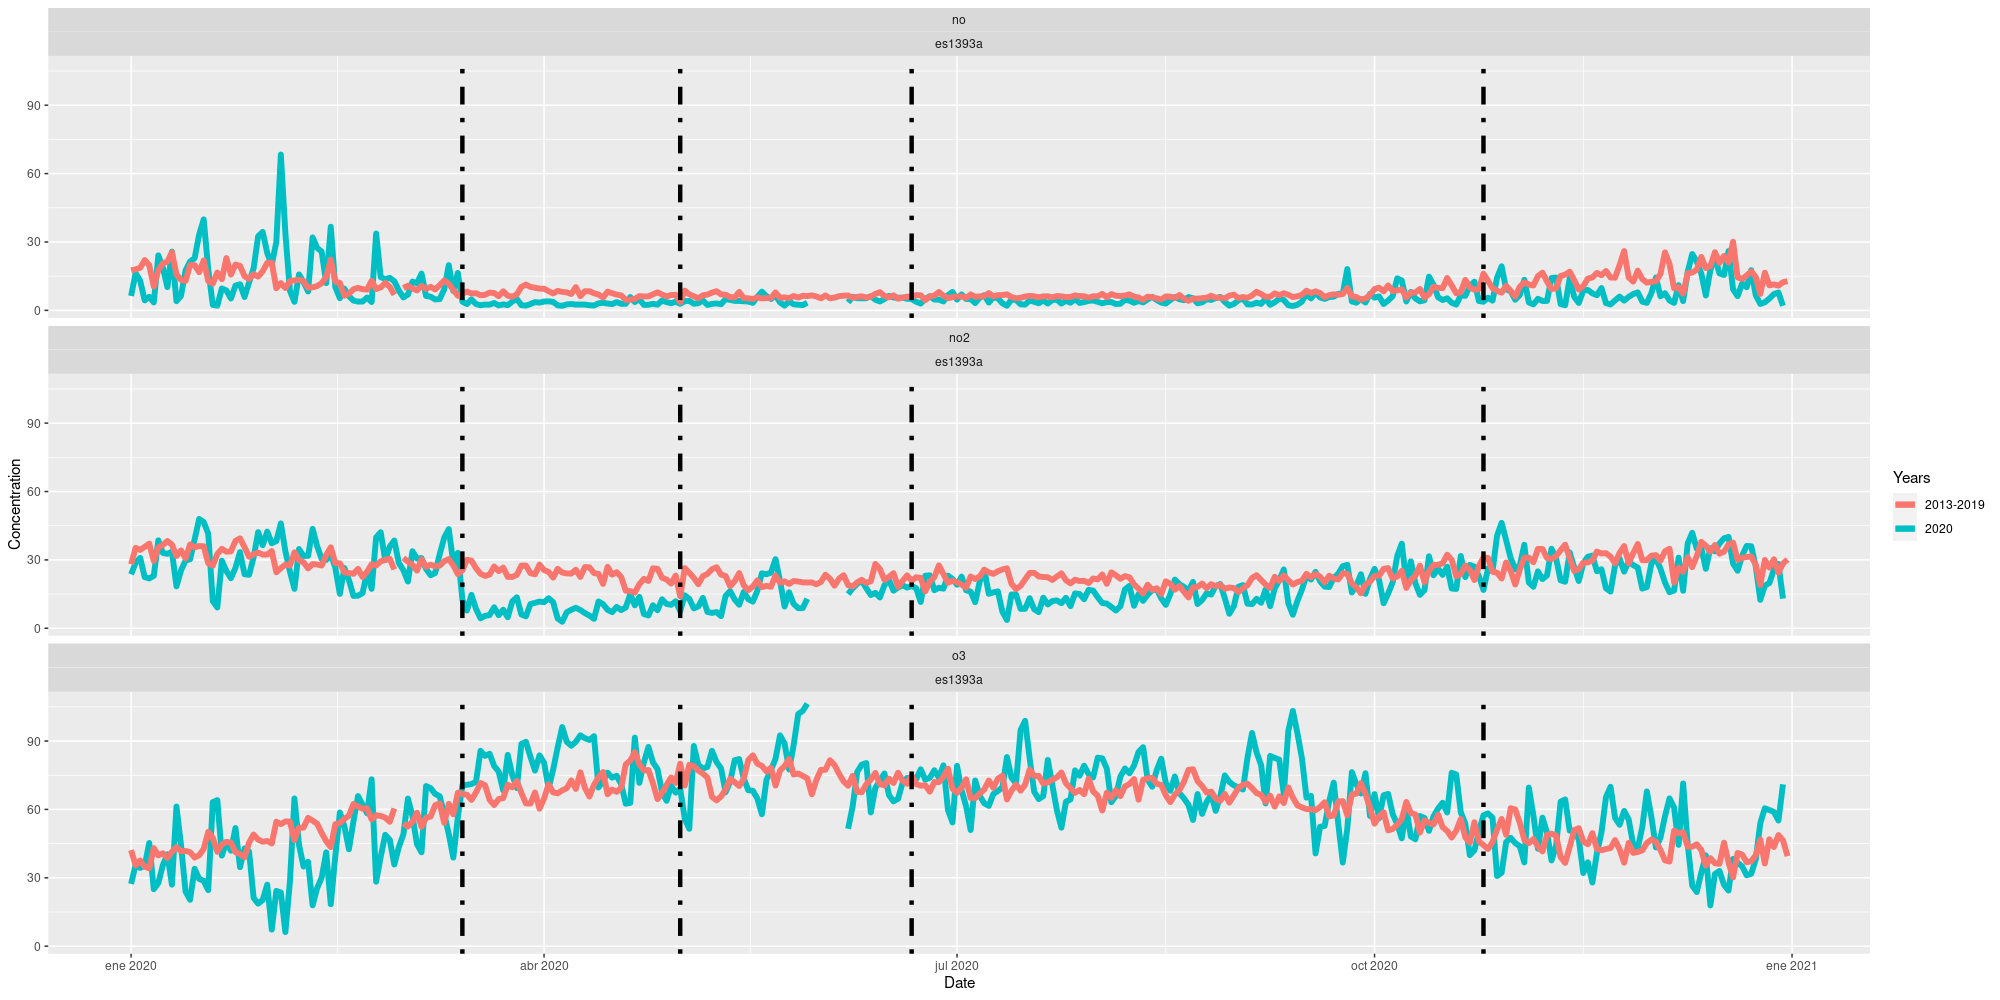 no
es1393a
90
60
30
0
no2
es1393a
90
60
30
0
o3
es1393a
90
60
30
0
Concentration
ene 2020
abr 2020
jul 2020
oct 2020
ene 2021
Date
Years
2013-2019
2020